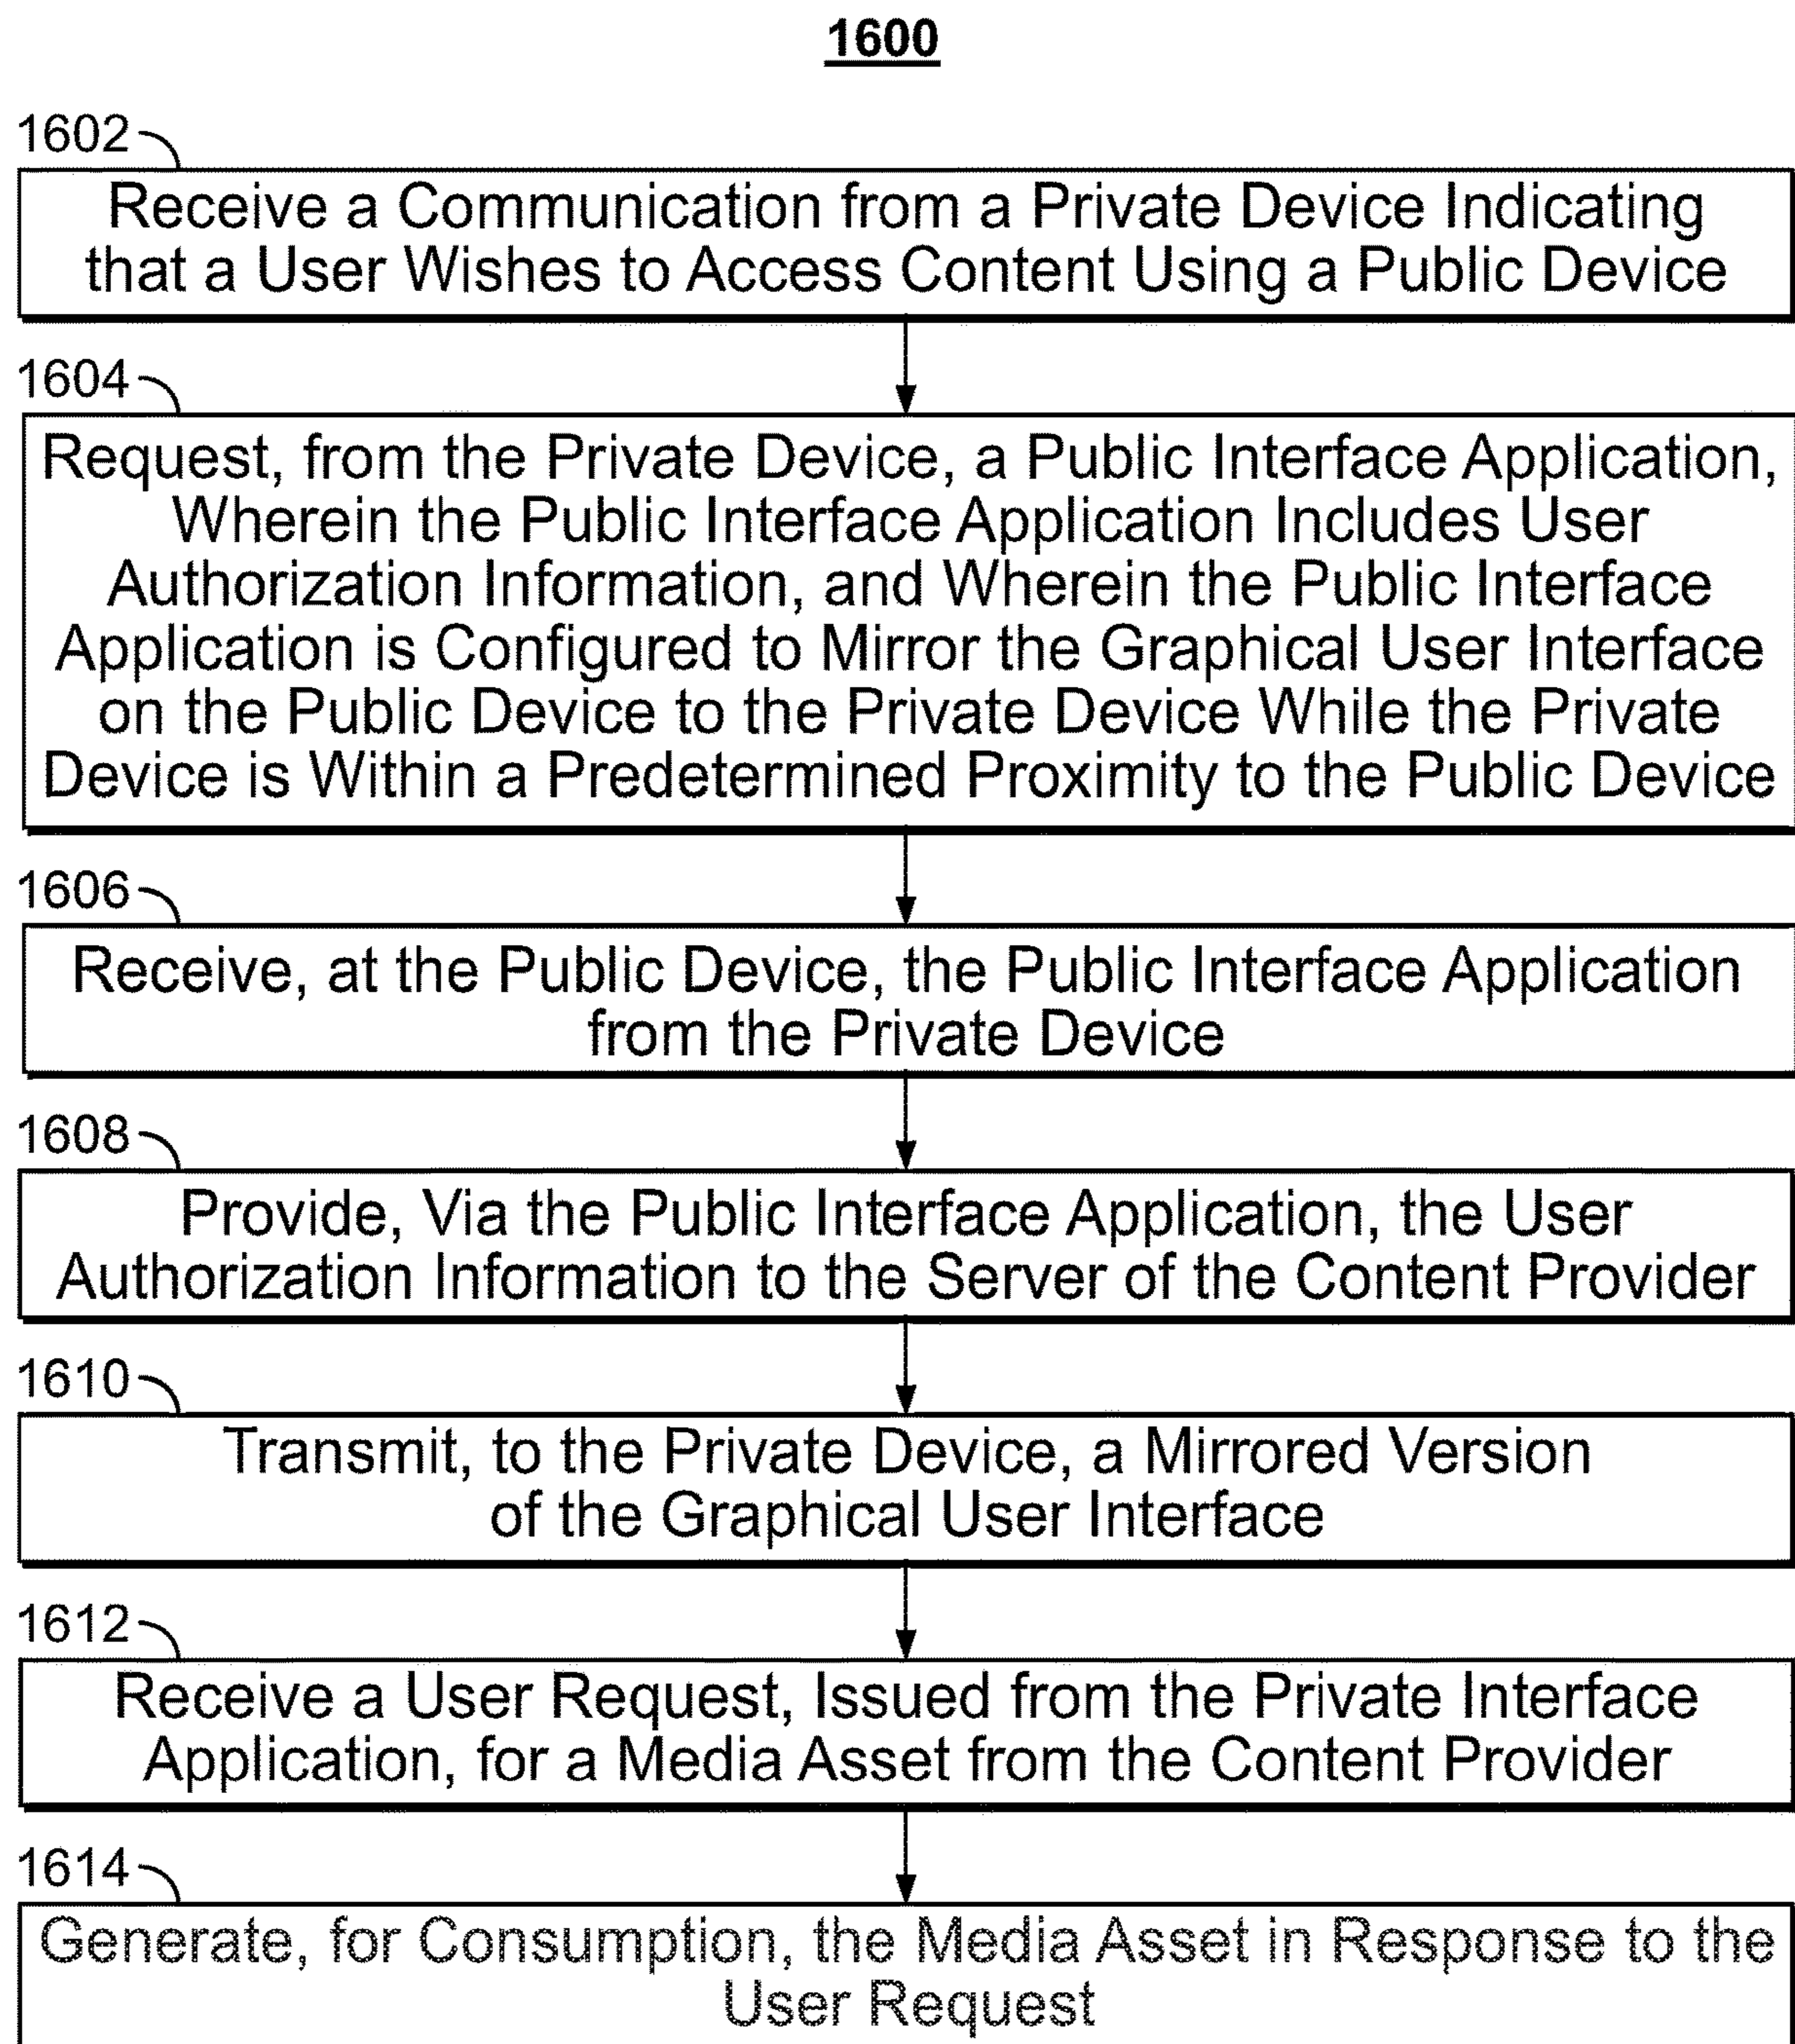 1600
1602
Receive a Communication from a Private Device Indicating
that a User Wishes to Access Content Using a Public Device
1604
Request, from the Private Device, a Public Interface Application,
Wherein the Public Interface Application Includes User
Authorization Information, and Wherein the Public Interface
Application is Configured to Mirror the Graphical User Interface
on the Public Device to the Private Device While the Private
Device is Within a Predetermined Proximity to the Public Device
1606
Receive, at the Public Device, the Public Interface Application
from the Private Device
1608
Provide, Via the Public Interface Application, the User
Authorization Information to the Server of the Content Provider
1610
Transmit, to the Private Device, a Mirrored Version
of the Graphical User Interface
1612
Receive a User Request, Issued from the Private Interface
Application, for a Media Asset from the Content Provider
1614
Generate, for Consumption, the Media Asset in Response to the
User Request